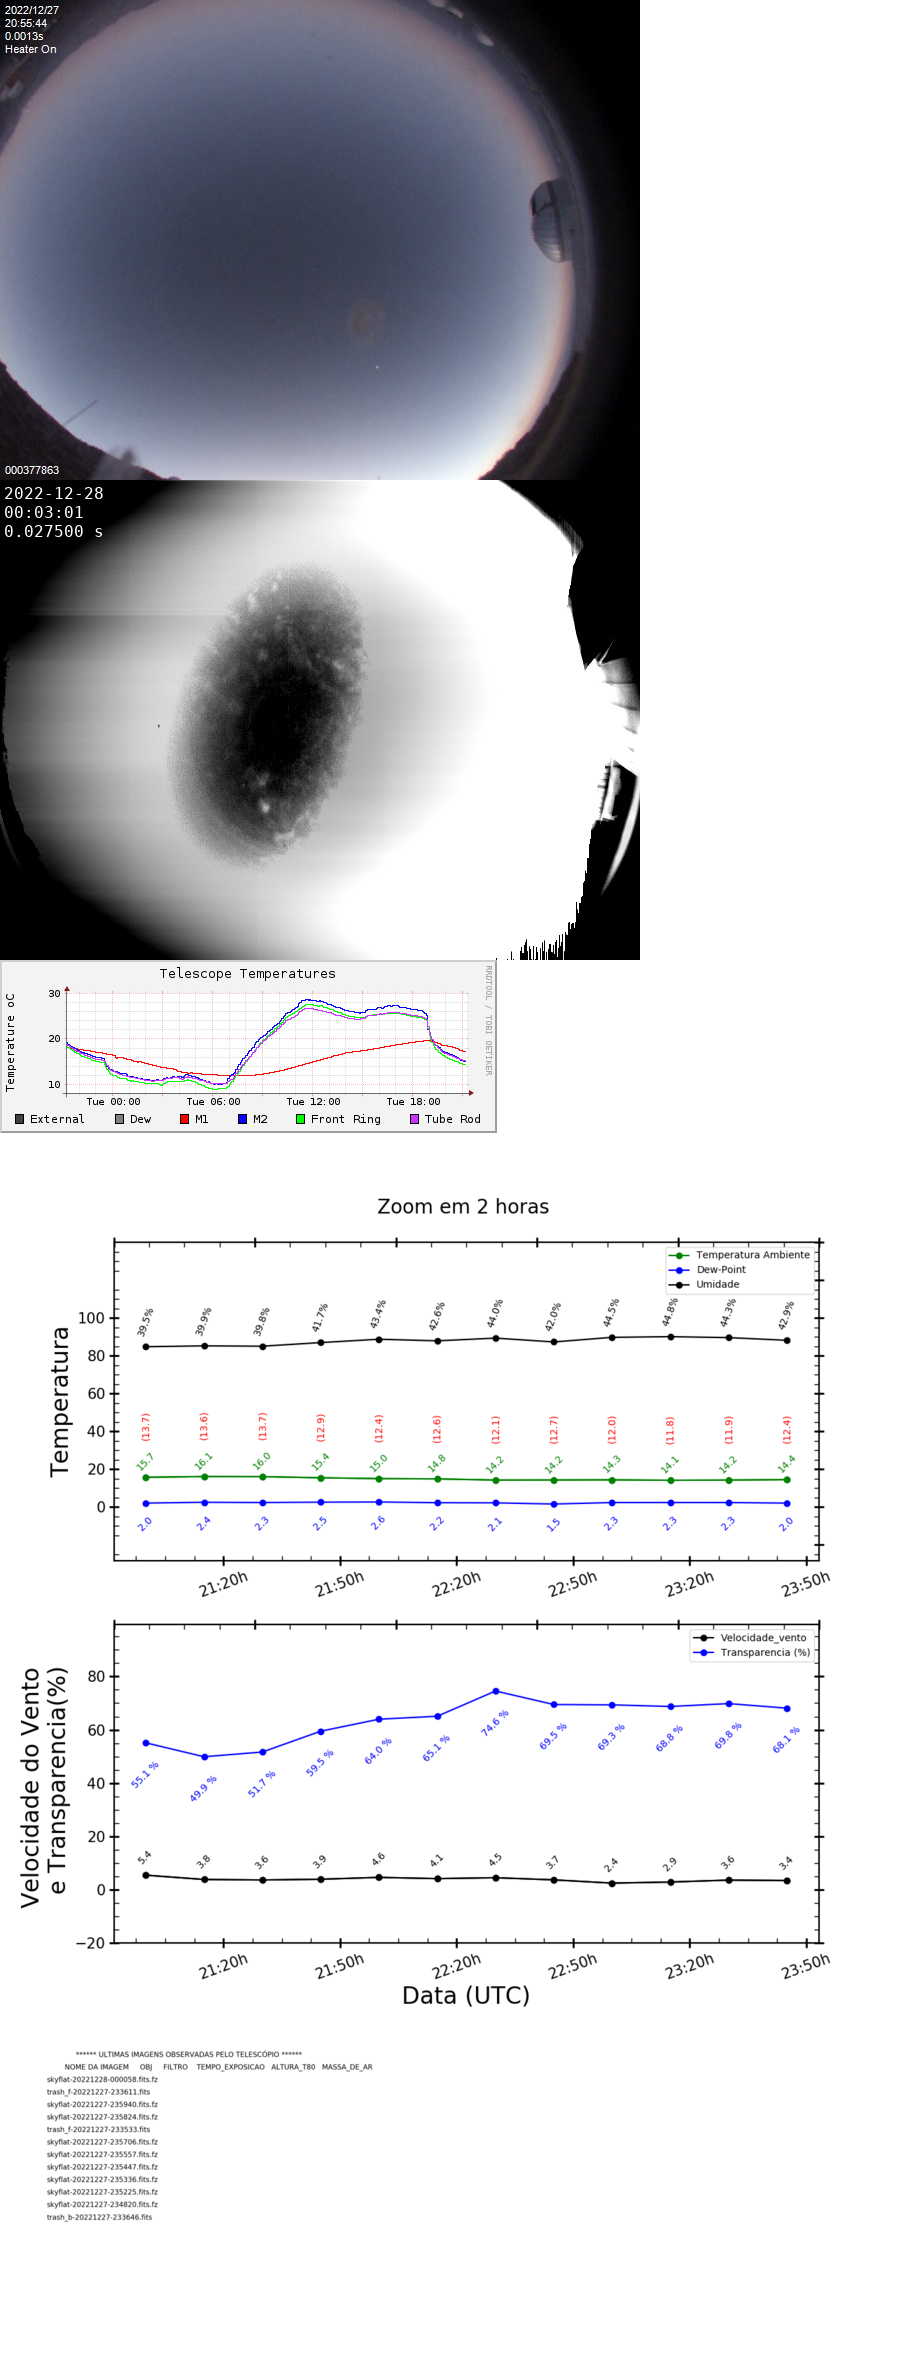 2022/12/27
20:55:44
0.0013s
Heater On
000377863
2022-12-28
00:03:01
0.027500 s
Telescope Temperatures
RRDTOOL / TOBI OETIKER
Temperature oC
30
20
10
Tue 00:00 Tue 06:00 Tue 12:00 Tue 18:00
External Dew M1 M2 Front Ring Tube Rod
Zoom em 2 horas
Temperatura Ambiente
Dew-Point
Umidade
Temperatura
100
80
60
40
20
0
39.5% 39.9% 39.8% 41.7% 43.4% 42.6% 44.0% 42.0% 44.5% 44.8% 44.3% 42.9%
(13.7) (13.6) (13.7) (12.9) (12.4) (12.6) (12.1) (12.7) (12.0) (11.8) (11.9) (12.4)
15.7 16.1 16.0 15.4 15.0 14.8 14.2 14.2 14.3 14.1 14.2 14.4
2.0 2.4 2.3 2.5 2.6 2.2 2.1 1.5 2.3 2.3 2.3 2.0
21:20h 21:50h 22:20h 22:50h 23:20h 23:50h
Velocidade_vento
Transparencia (%)
Velocidade do Vento
e Transparencia(%)
80
60
40
20
0
−20
55.1 % 49.9 % 51.7 % 59.5 % 64.0 % 65.1 % 74.6 % 69.5 % 69.3 % 68.8 % 69.8 % 68.1 %
5.4 3.8 3.6 3.9 4.6 4.1 4.5 3.7 2.4 2.9 3.6 3.4
21:20h 21:50h 22:20h 22:50h 23:20h 23:50h
Data (UTC)
****** ULTIMAS IMAGENS OBSERVADAS PELO TELESCÓPIO ******
NOME DA IMAGEM OBJ FILTRO TEMPO_EXPOSICAO ALTURA_T80 MASSA_DE_AR
skyflat-20221228-000058.fits.fz
trash_f-20221227-233611.fits
skyflat-20221227-235940.fits.fz
skyflat-20221227-235824.fits.fz
trash_f-20221227-233533.fits
skyflat-20221227-235706.fits.fz
skyflat-20221227-235557.fits.fz
skyflat-20221227-235447.fits.fz
skyflat-20221227-235336.fits.fz
skyflat-20221227-235225.fits.fz
skyflat-20221227-234820.fits.fz
trash_b-20221227-233646.fits